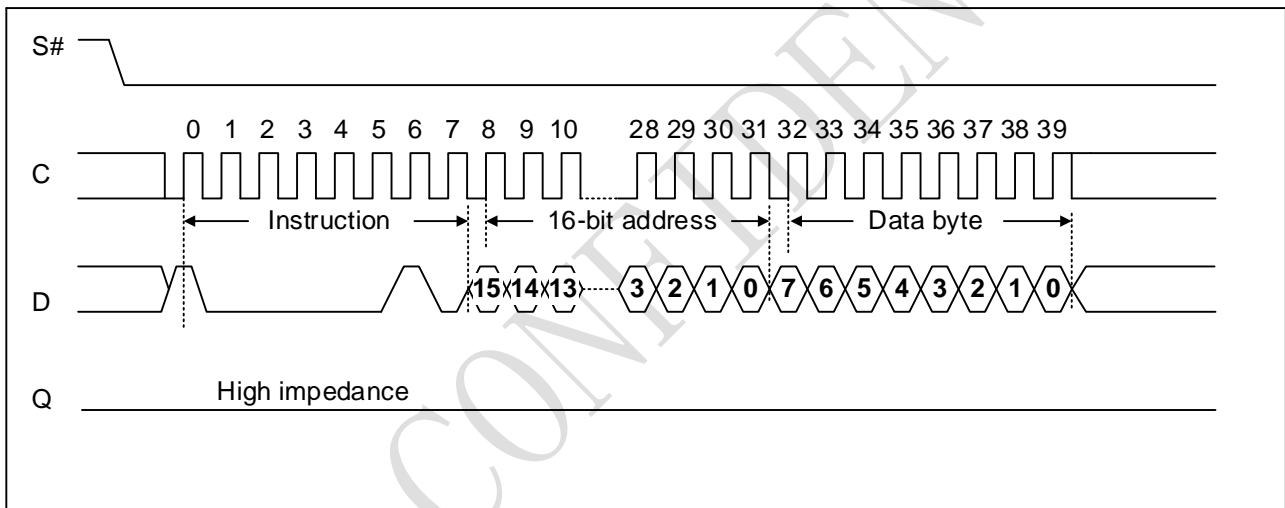 S#
0 1 2 3 4 5 6 7 8 9 10 28 29 30 31 32 33 34 35 36 37 38 39
C
Instruction 16-bit address Data byte
D 15 14 13 3 2 1 0 7 6 5 4 3 2 1 0
High impedance
Q
CONFIDEN